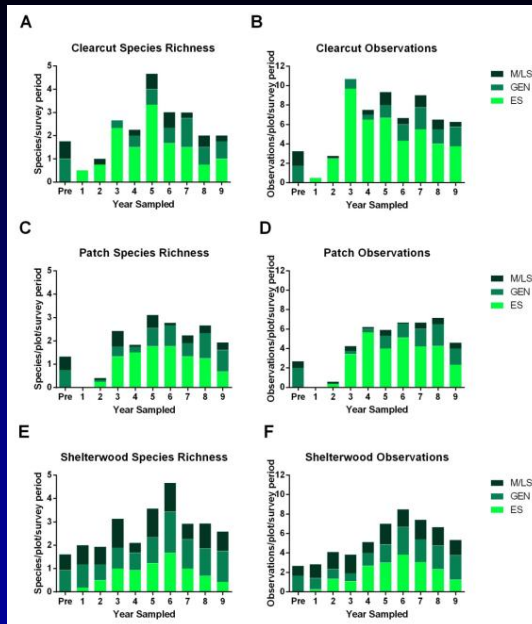 A
Clearcut Species Richness
Species/survey period
5
4
3
2
1
0
Pre 1 2 3 4 5 6 7 8 9
Year Sampled
B
Clearcut Observations
Observations/plot/survey period
12
10
8
6
4
2
0
Pre 1 2 3 4 5 6 7 8 9
Year Sampled
M/LS
GEN
ES
C
Patch Species Richness
Species/plot/survey period
5
4
3
2
1
0
Pre 1 2 3 4 5 6 7 8 9
Year Sampled
D
Patch Observations
Observations/plot/survey period
12
10
8
6
4
2
0
Pre 1 2 3 4 5 6 7 8 9
Year Sampled
M/LS
GEN
ES
E
Shelterwood Species Richness
Species/plot/survey period
5
4
3
2
1
0
Pre 1 2 3 4 5 6 7 8 9
Year Sampled
F
Shelterwood Observations
Observations/plot/survey period
12
10
8
6
4
2
0
Pre 1 2 3 4 5 6 7 8 9
Year Sampled
M/LS
GEN
ES